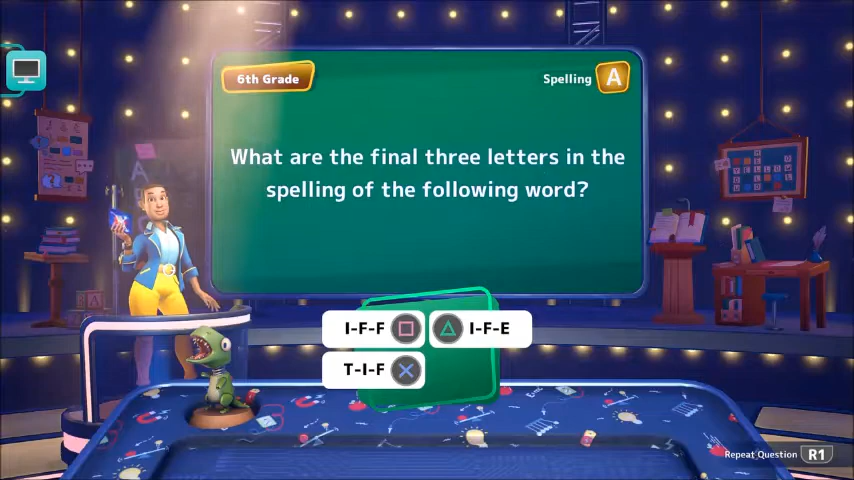 6th Grade
Spelling A
What are the final three letters in the
spelling of the following word?
I-F-F
I-F-E
T-I-F
Repeat Question R1